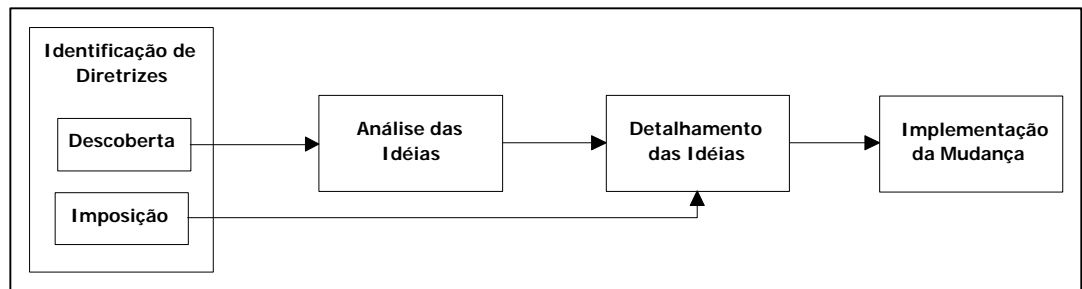 Identificação de
Diretrizes
Descoberta
Imposição
Análise das
Idéias
Detalhamento
das Idéias
Implementação
da Mudança